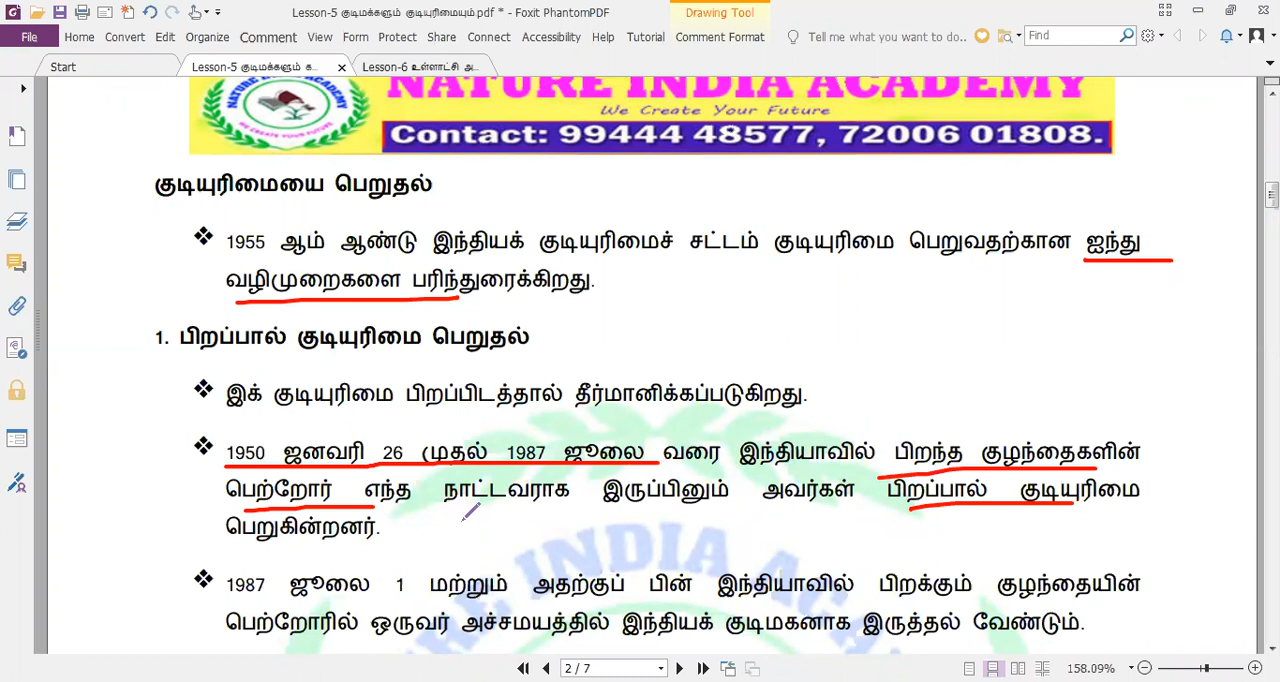 Lesson-5 குடிமக்களும் குடியுரிமையும்.pdf * - Foxit PhantomPDF
Drawing Tool
File Home Convert Edit Organize Comment View Form Protect Share Connect Accessibility Help Tutorial Comment Format Tell me what you want to do.. Find
Start Lesson-5 குடிமக்களும் க... Lesson-6 உள்ளாட்சி அ...
NATURE INDIA ACADEMY
We Create Your Future
Contact: 99444 48577, 72006 01808.
குடியுரிமையை பெறுதல்
❖ 1955 ஆம் ஆண்டு இந்தியக் குடியுரிமைச் சட்டம் குடியுரிமை பெறுவதற்கான ஐந்து
வழிமுறைகளை பரிந்துரைக்கிறது.
1. பிறப்பால் குடியுரிமை பெறுதல்
❖ இக் குடியுரிமை பிறப்பிடத்தால் தீர்மானிக்கப்படுகிறது.
❖ 1950 ஜனவரி 26 முதல் 1987 ஜூலை வரை இந்தியாவில் பிறந்த குழந்தைகளின்
பெற்றோர் எந்த நாட்டவராக இருப்பினும் அவர்கள் பிறப்பால் குடியுரிமை
பெறுகின்றனர்.
❖ 1987 ஜூலை 1 மற்றும் அதற்குப் பின் இந்தியாவில் பிறக்கும் குழந்தையின்
பெற்றோரில் ஒருவர் அச்சமயத்தில் இந்தியக் குடிமகனாக இருத்தல் வேண்டும்.
2 / 7
158.09%